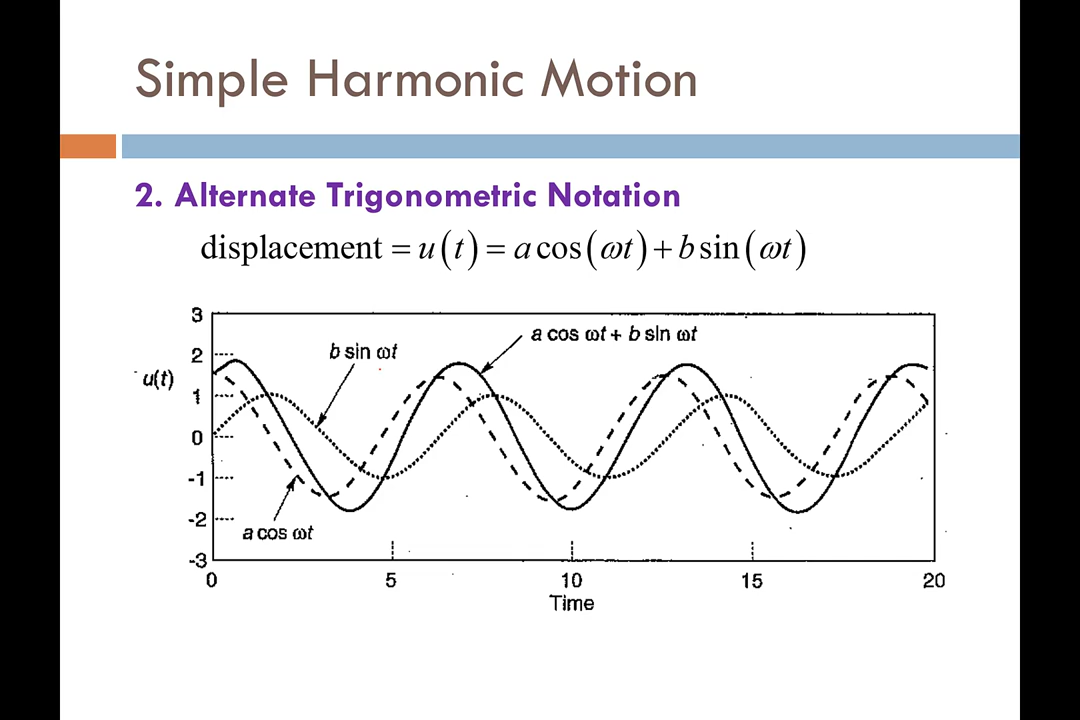 Simple Harmonic Motion
2. Alternate Trigonometric Notation
displacement = u(t) = a cos(ωt) + b sin(ωt)
3
a cos ωt + b sin ωt
2
b sin ωt
u(t)
1
0
-1
-2
a cos ωt
-3
0 5 10 15 20
Time